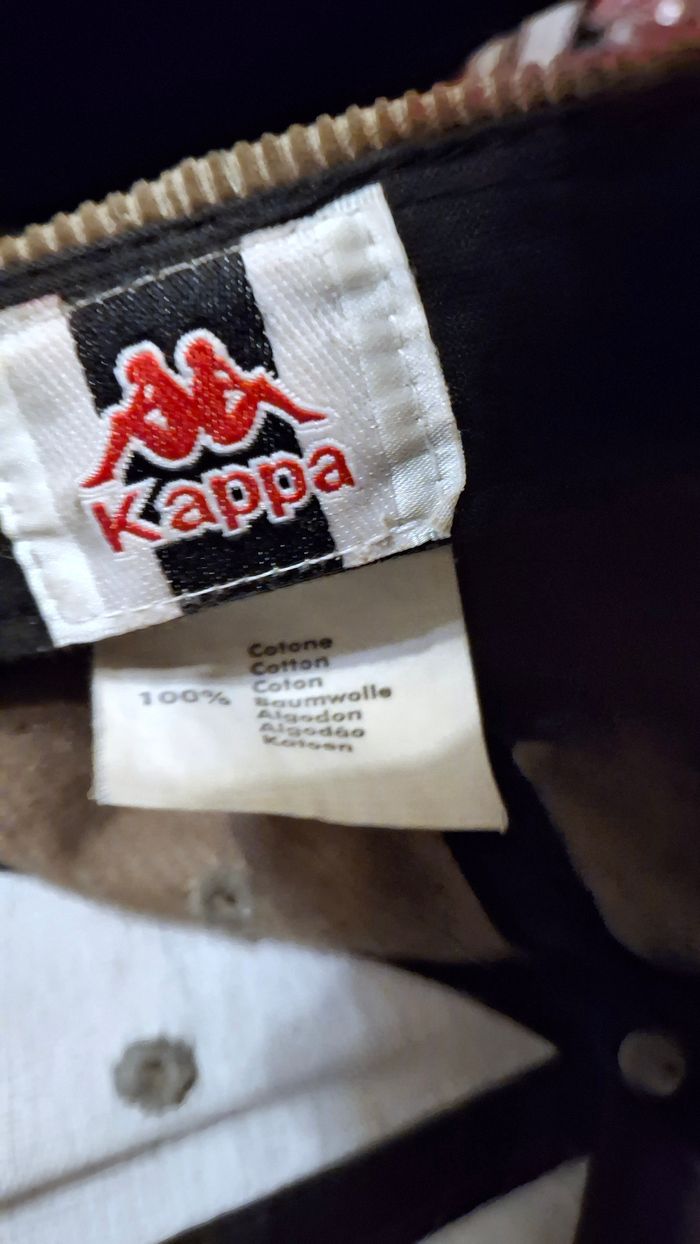 Kappa
Cotone
Cotton
100% Coton
Baumwolle
Algodon
Algodão
Katoen